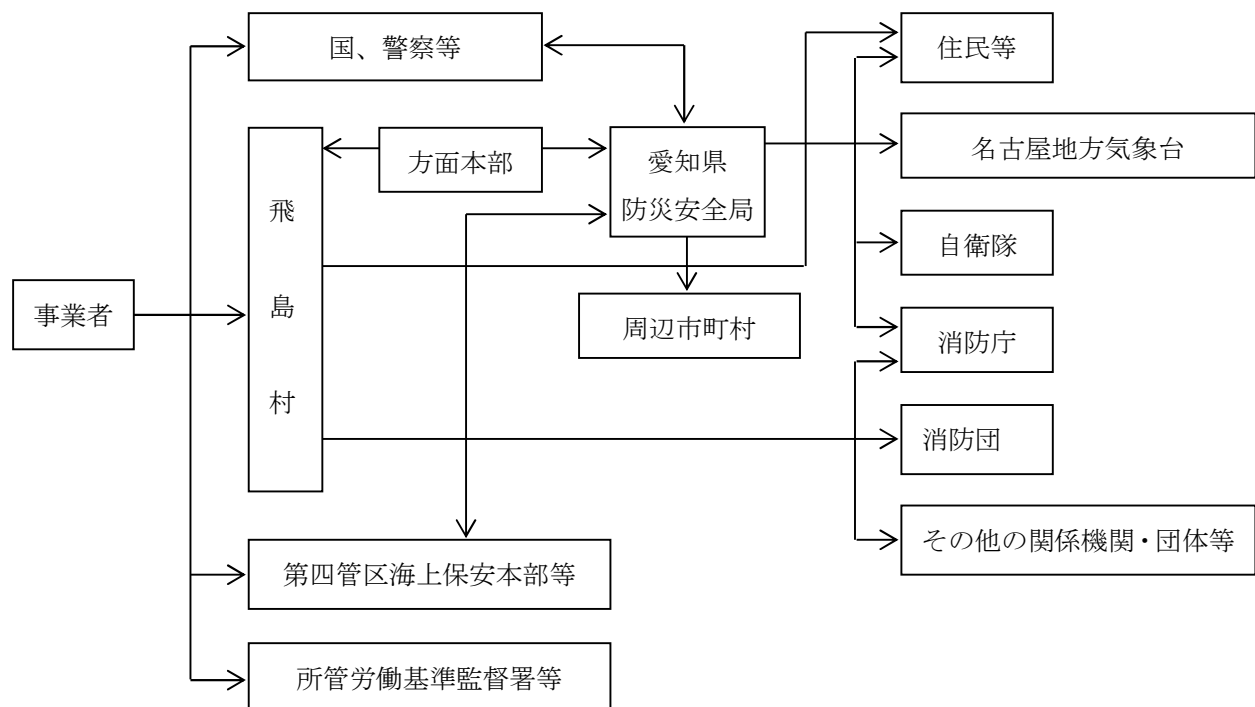 国、警察等
住民等
方面本部
愛知県
防災安全局
名古屋地方気象台
飛島村
自衛隊
事業者
周辺市町村
消防庁
消防団
第四管区海上保安本部等
その他の関係機関・団体等
所管労働基準監督署等